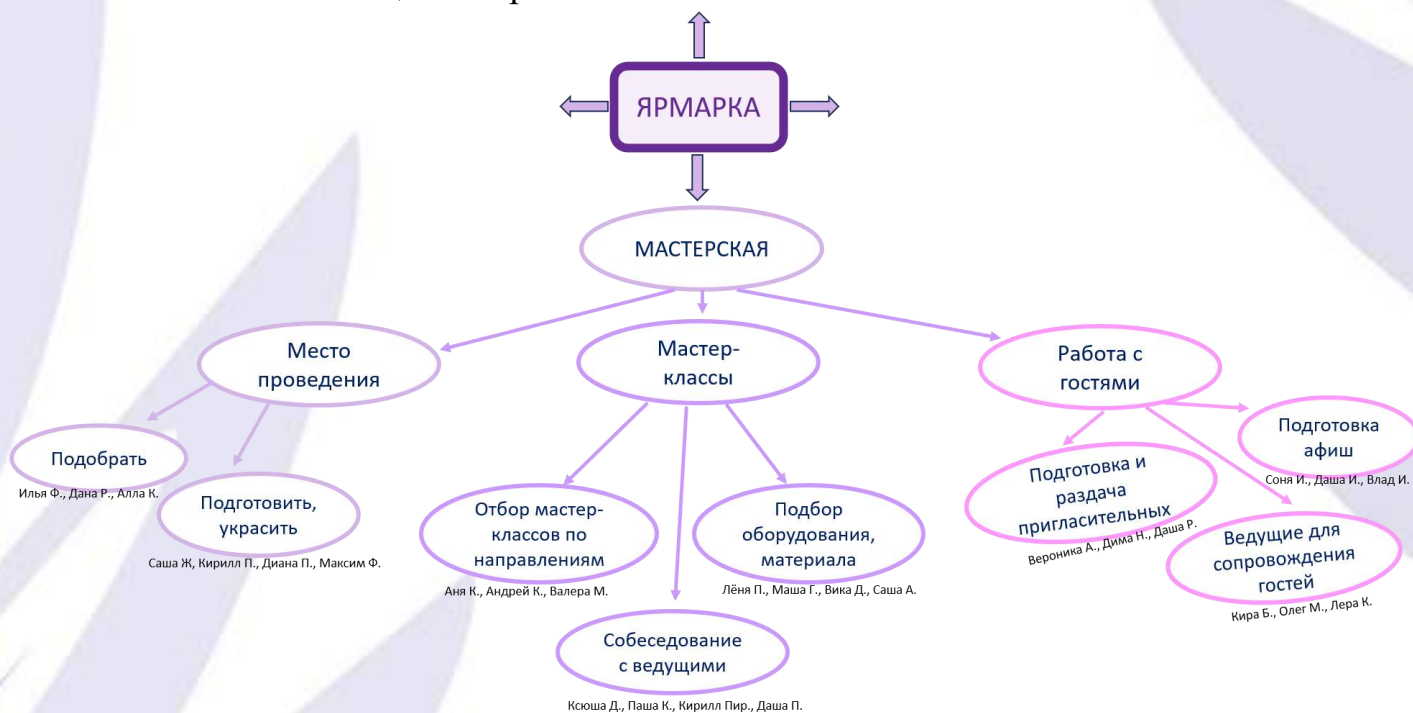 ЯРМАРКА
МАСТЕРСКАЯ
Место
проведения
Подобрать
Илья Ф., Дана Р., Алла К.
Подготовить,
украсить
Саша Ж, Кирилл П., Диана П., Максим Ф.
Мастер-
классы
Отбор мастер-
классов по
направлениям
Аня К., Андрей К., Валера М.
Собеседование
с ведущими
Ксюша Д., Паша К., Кирилл Пир., Даша П.
Подбор
оборудования,
материала
Лёня П., Маша Г., Вика Д., Саша А.
Работа с
гостями
Подготовка и
раздача
пригласительных
Вероника А., Дима Н., Даша Р.
Ведущие для
сопровождения
гостей
Кира Б., Олег М., Лера К.
Подготовка
афиш
Соня И., Даша И., Влад И.